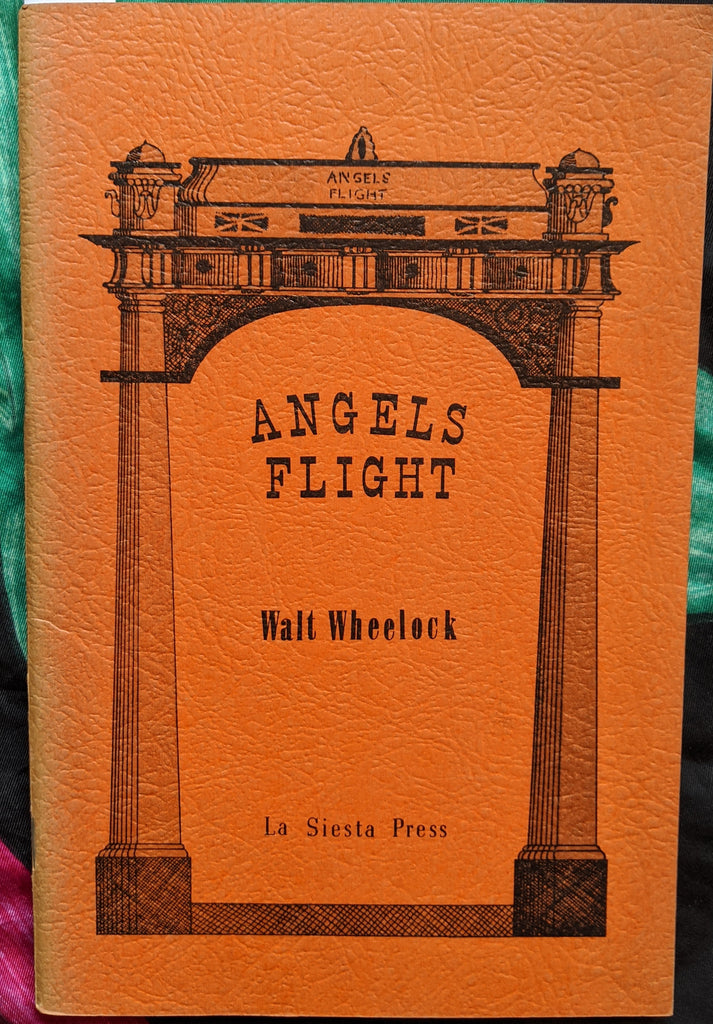 ANGELS
FLIGHT
ANGELS
FLIGHT
Walt Wheelock
La Siesta Press